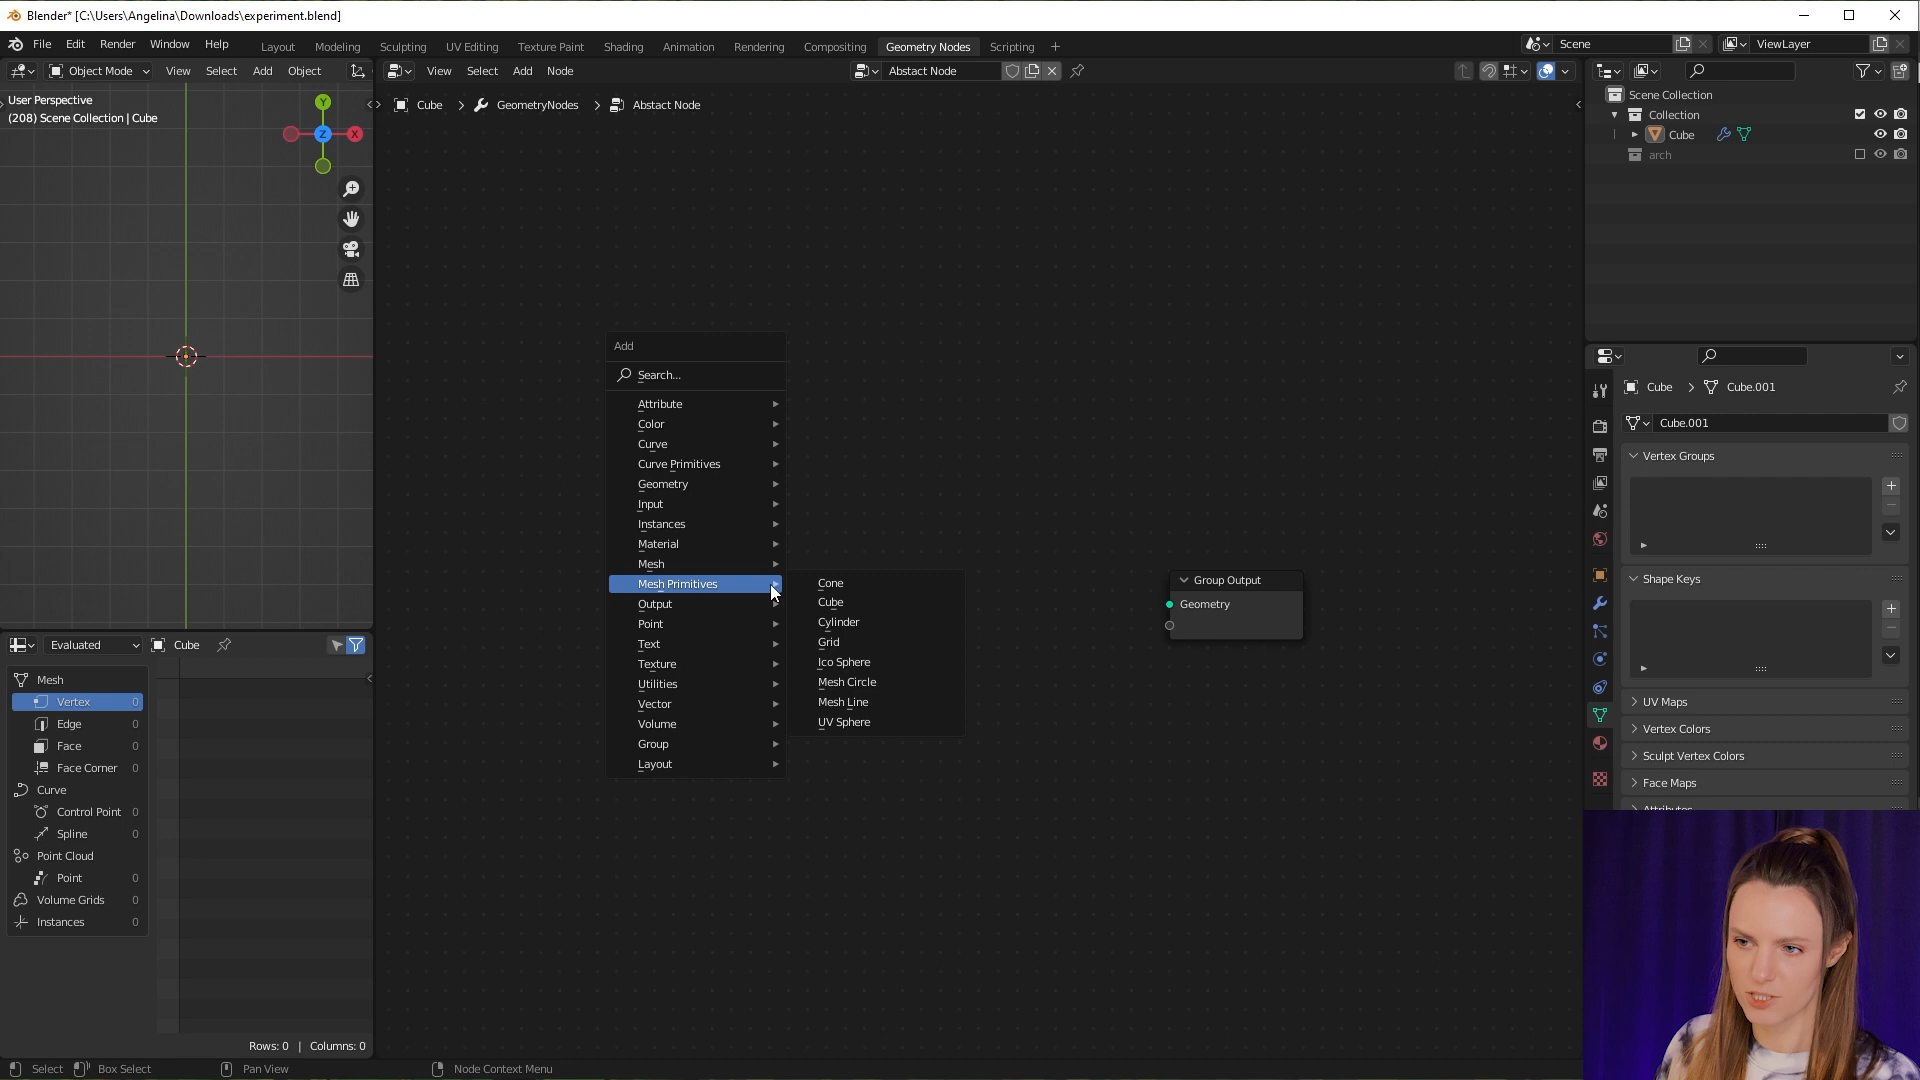 Blender* [C:\Users\Angelina\Downloads\experiment.blend]
File Edit Render Window Help
Layout Modeling Sculpting UV Editing Texture Paint Shading Animation Rendering Compositing Geometry Nodes Scripting +
Scene
ViewLayer
Object Mode View Select Add Object
View Select Add Node
Abstact Node
User Perspective
(208) Scene Collection | Cube
Y
Z X
Cube > GeometryNodes > Abstact Node
Add
Search...
Attribute
Color
Curve
Curve Primitives
Geometry
Input
Instances
Material
Mesh
Mesh Primitives
Output
Point
Text
Texture
Utilities
Vector
Volume
Group
Layout
Cone
Cube
Cylinder
Grid
Ico Sphere
Mesh Circle
Mesh Line
UV Sphere
Group Output
Geometry
Scene Collection
Collection
Cube
arch
Cube > Cube.001
Cube.001
Vertex Groups
Shape Keys
UV Maps
Vertex Colors
Sculpt Vertex Colors
Face Maps
Attributes
Evaluated Cube
Mesh
Vertex 0
Edge 0
Face 0
Face Corner 0
Curve
Control Point 0
Spline 0
Point Cloud
Point 0
Volume Grids 0
Instances 0
Rows: 0 | Columns: 0
Select Box Select Pan View Node Context Menu